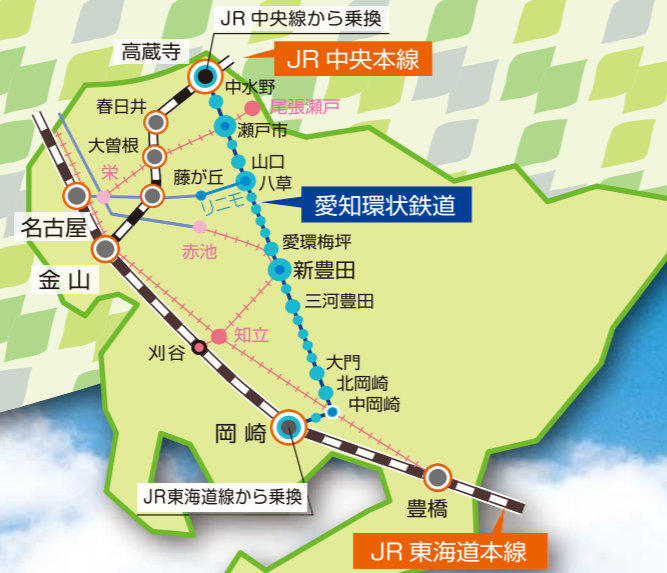 JR中央線から乗換
高蔵寺
JR 中央本線
中水野
春日井
尾張瀬戸
瀬戸市
大曽根
山口
栄
藤が丘
八草
リニモ
愛知環状鉄道
名古屋
赤池
愛環梅坪
新豊田
金山
三河豊田
知立
刈谷
大門
北岡崎
中岡崎
岡崎
JR東海道線から乗換
豊橋
JR 東海道本線